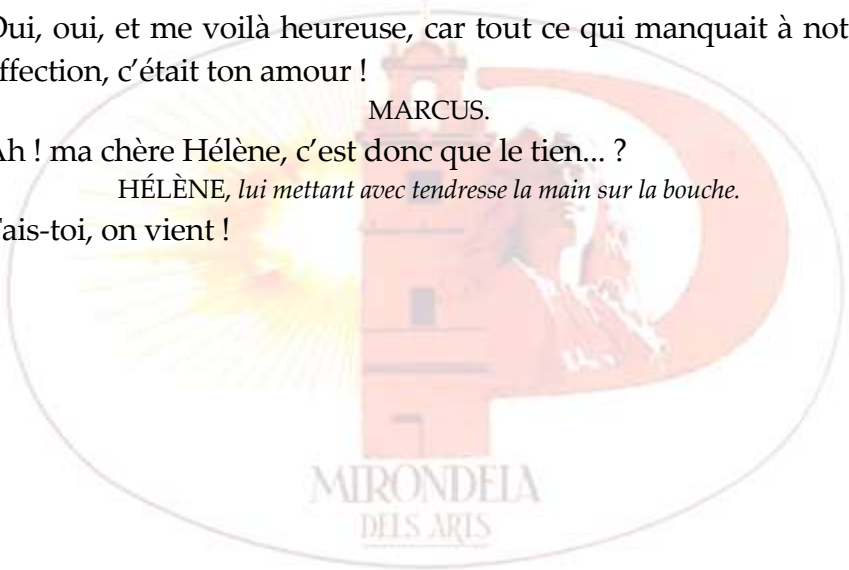 ui, oui, et me voilà heureuse, car tout ce qui manquait à not
ffection, c’était ton amour !
MARCUS.
h ! ma chère Hélène, c’est donc que le tien... ?
HÉLÈNE, lui mettant avec tendresse la main sur la bouche.
ais-toi, on vient !
MIRONDELA
DELS ARTS